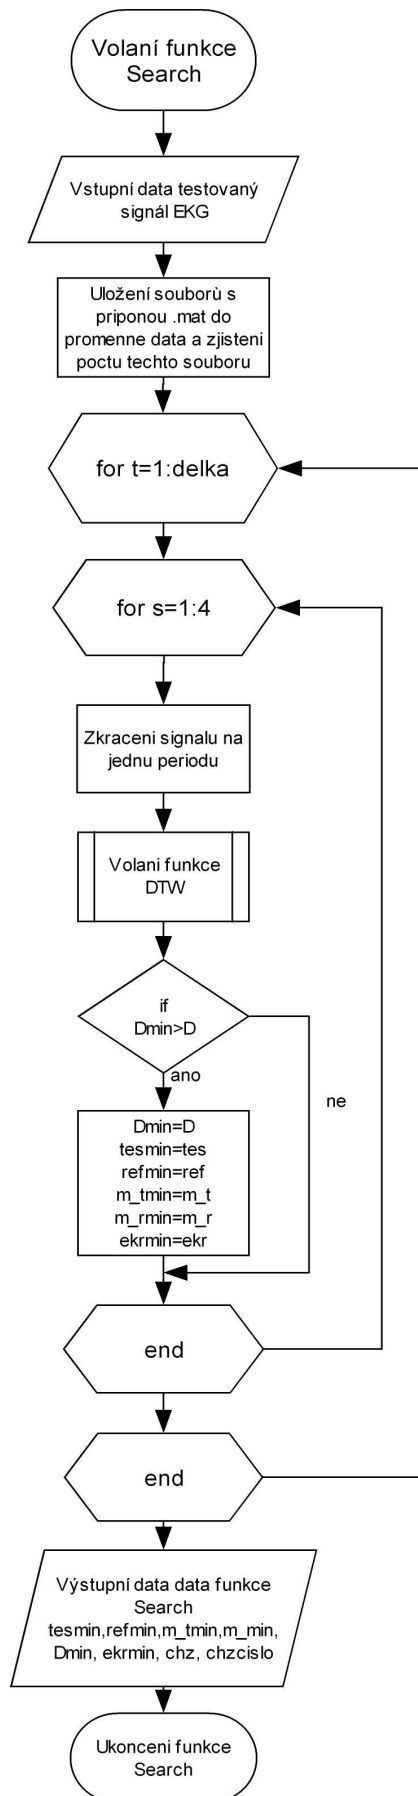 Volaní funkce
Search
Vstupní data testovaný
signál EKG
Uložení souborù s
priponou .mat do
promenne data a zjisteni
poctu techto souboru
for t=1:delka
for s=1:4
Zkraceni signalu na
jednu periodu
Volani funkce
DTW
if
Dmin>D
ano
ne
Dmin=D
tesmin=tes
refmin=ref
m_tmin=m_t
m_rmin=m_r
ekrmin=ekr
end
end
Výstupní data data funkce
Search
tesmin,refmin,m_tmin,m_min,
Dmin, ekrmin, chz, chzcislo
Ukonceni funkce
Search